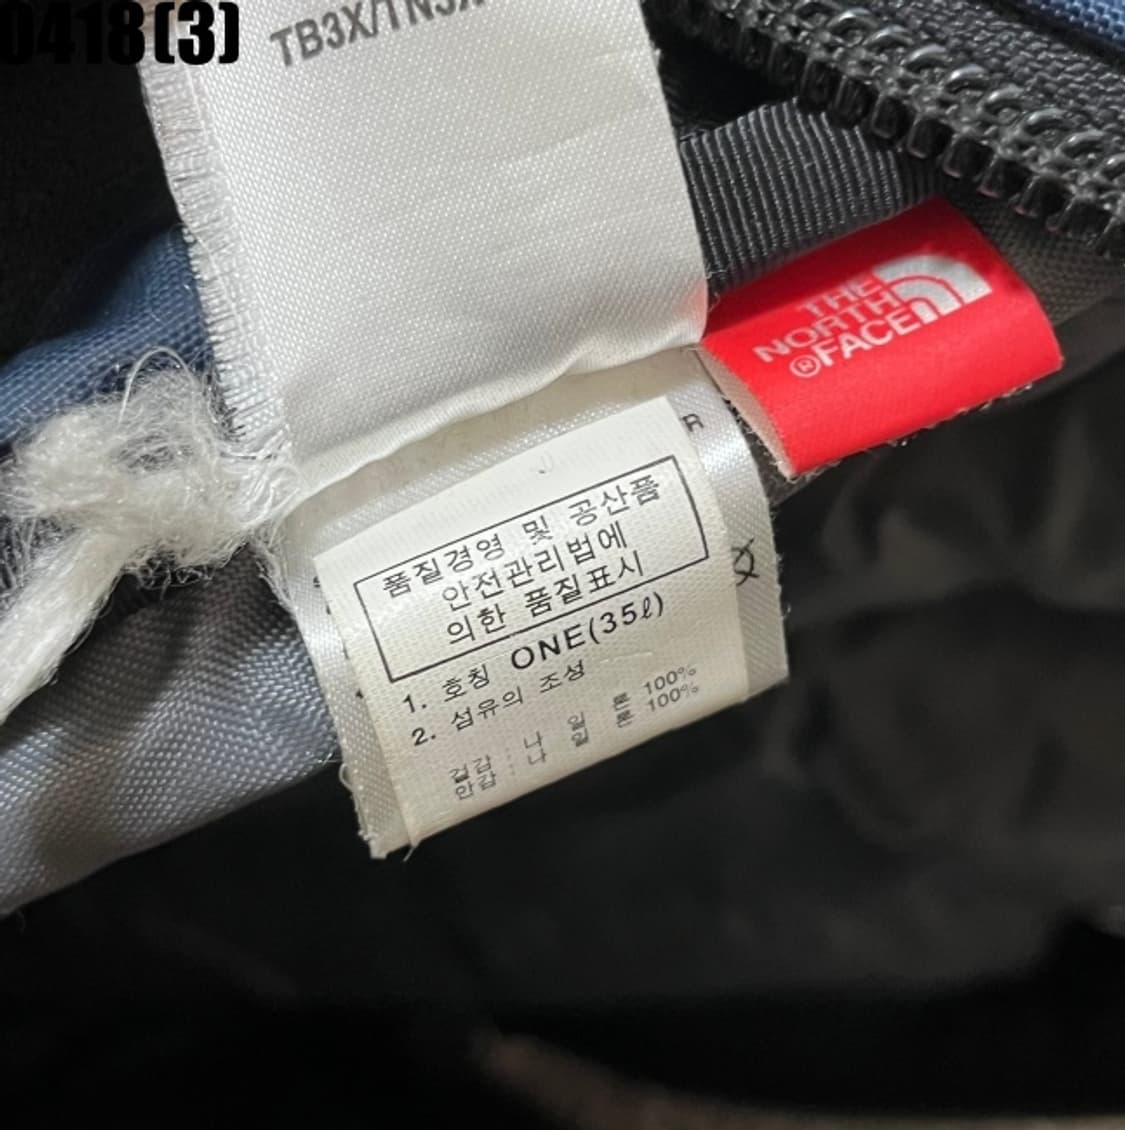 0418(3)
TB3X/TN3X
THE
NORTH
®FACE
R
품질경영 및 공산품
안전관리법에
의한 품질표시
1. 호칭 ONE(35ℓ)
2. 섬유의 조성
겉감 : 나 일 론 100%
안감 : 나 일 론 100%